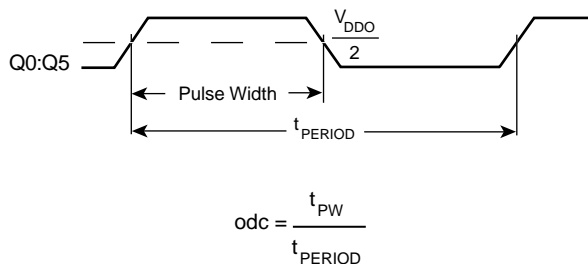 V_DDO
2
Q0:Q5
Pulse Width
t_PERIOD
odc = t_PW
t_PERIOD